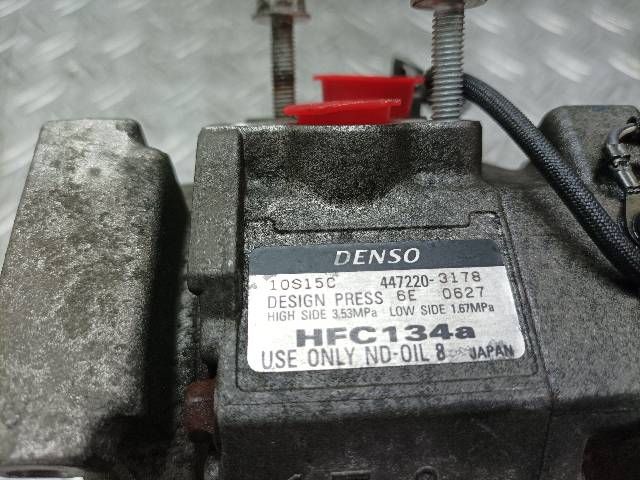 DENSO
10S15C 447220-3178
DESIGN PRESS 6E 0627
HIGH SIDE 3.53MPa LOW SIDE 1.67MPa
HFC134a
USE ONLY ND-OIL 8 JAPAN